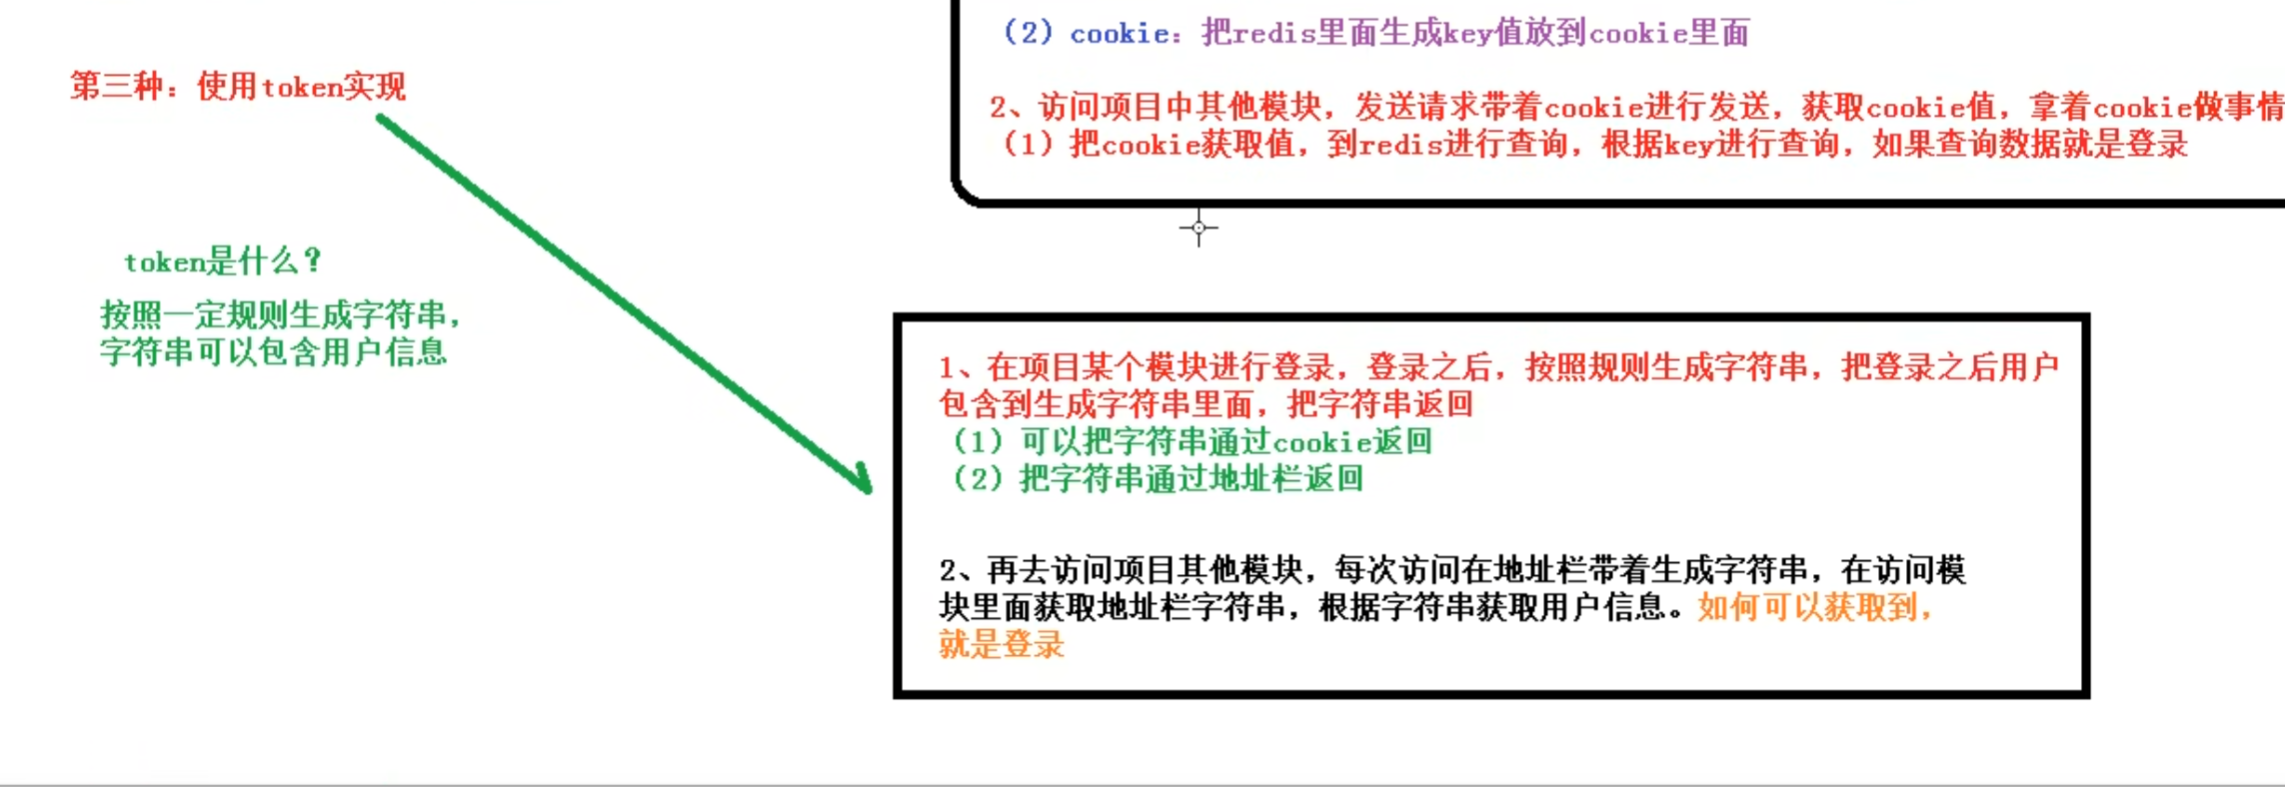 (2) cookie：把redis里面生成key值放到cookie里面
2、访问项目中其他模块，发送请求带着cookie进行发送，获取cookie值，拿着cookie做事情
(1) 把cookie获取值，到redis进行查询，根据key进行查询，如果查询数据就是登录
第三种：使用token实现
token是什么？
按照一定规则生成字符串，
字符串可以包含用户信息
1、在项目某个模块进行登录，登录之后，按照规则生成字符串，把登录之后用户
包含到生成字符串里面，把字符串返回
(1) 可以把字符串通过cookie返回
(2) 把字符串通过地址栏返回
2、再去访问项目其他模块，每次访问在地址栏带着生成字符串，在访问模
块里面获取地址栏字符串，根据字符串获取用户信息。如何可以获取到，
就是登录